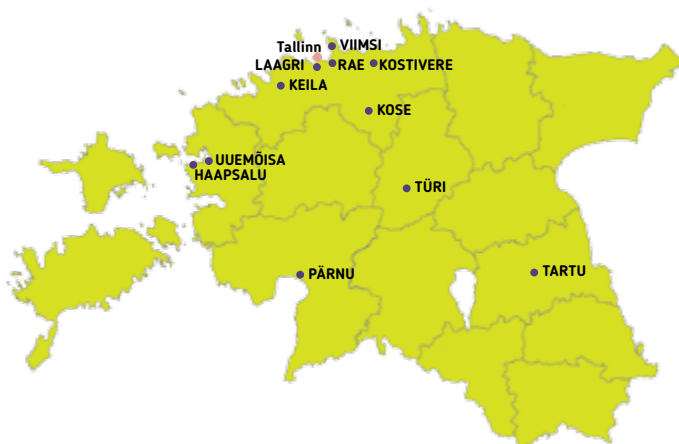 Tallinn
VIIMSI
LAAGRI
RAE
KOSTIVERE
KEILA
KOSE
UUEMÕISA
HAAPSALU
TÜRI
PÄRNU
TARTU